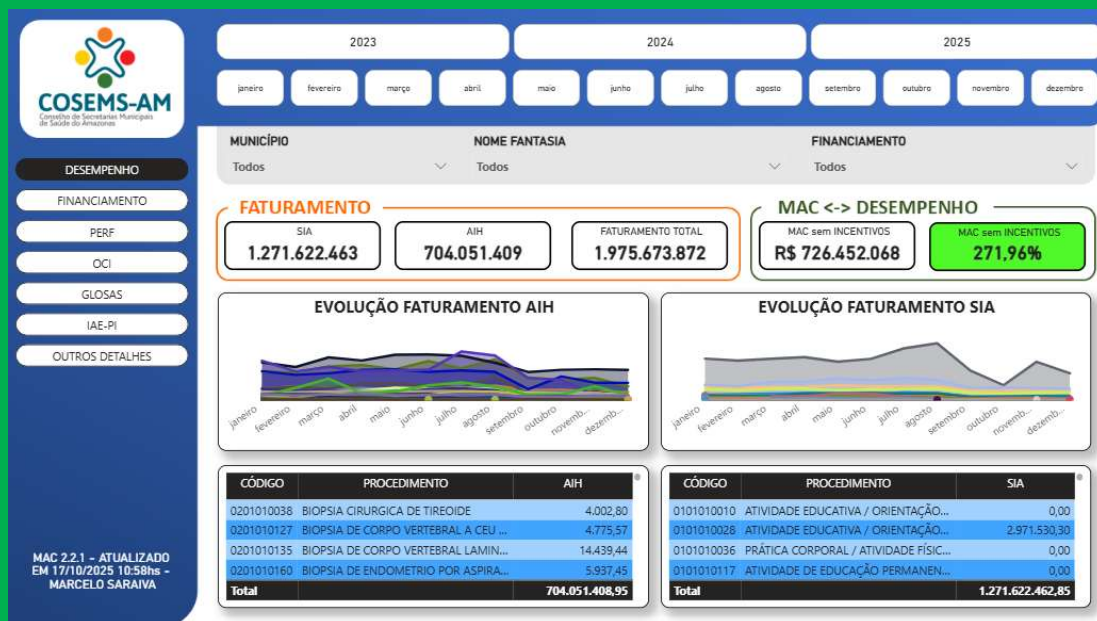 COSEMS-AM
Conselho de Secretarias Municipais
de Saúde do Amazonas
2023 2024 2025
janeiro fevereiro março abril maio junho julho agosto setembro outubro novembro dezembro
MUNICÍPIO NOME FANTASIA FINANCIAMENTO
Todos Todos Todos
DESEMPENHO
FINANCIAMENTO
PERF
OCI
GLOSAS
IAE-PI
OUTROS DETALHES
FATURAMENTO
SIA AIH FATURAMENTO TOTAL
1.271.622.463 704.051.409 1.975.673.872
MAC <-> DESEMPENHO
MAC sem INCENTIVOS MAC sem INCENTIVOS
R$ 726.452.068 271,96%
EVOLUÇÃO FATURAMENTO AIH
janeiro fevereiro março abril maio junho julho agosto setembro outubro novemb... dezemb...
EVOLUÇÃO FATURAMENTO SIA
janeiro fevereiro março abril maio junho julho agosto setembro outubro novemb... dezemb...
CÓDIGO PROCEDIMENTO AIH
0201010038 BIOPSIA CIRURGICA DE TIREOIDE 4.002,80
0201010127 BIOPSIA DE CORPO VERTEBRAL A CEU ... 4.775,57
0201010135 BIOPSIA DE CORPO VERTEBRAL LAMIN... 14.439,44
0201010160 BIOPSIA DE ENDOMETRIO POR ASPIRA... 5.937,45
Total 704.051.408,95
CÓDIGO PROCEDIMENTO SIA
0101010010 ATIVIDADE EDUCATIVA / ORIENTAÇÃO... 0,00
0101010028 ATIVIDADE EDUCATIVA / ORIENTAÇÃO... 2.971.530,30
0101010036 PRÁTICA CORPORAL / ATIVIDADE FÍSIC... 0,00
0101010117 ATIVIDADE DE EDUCAÇÃO PERMANEN... 0,00
Total 1.271.622.462,85
MAC 2.2.1 - ATUALIZADO
EM 17/10/2025 10:58hs -
MARCELO SARAIVA